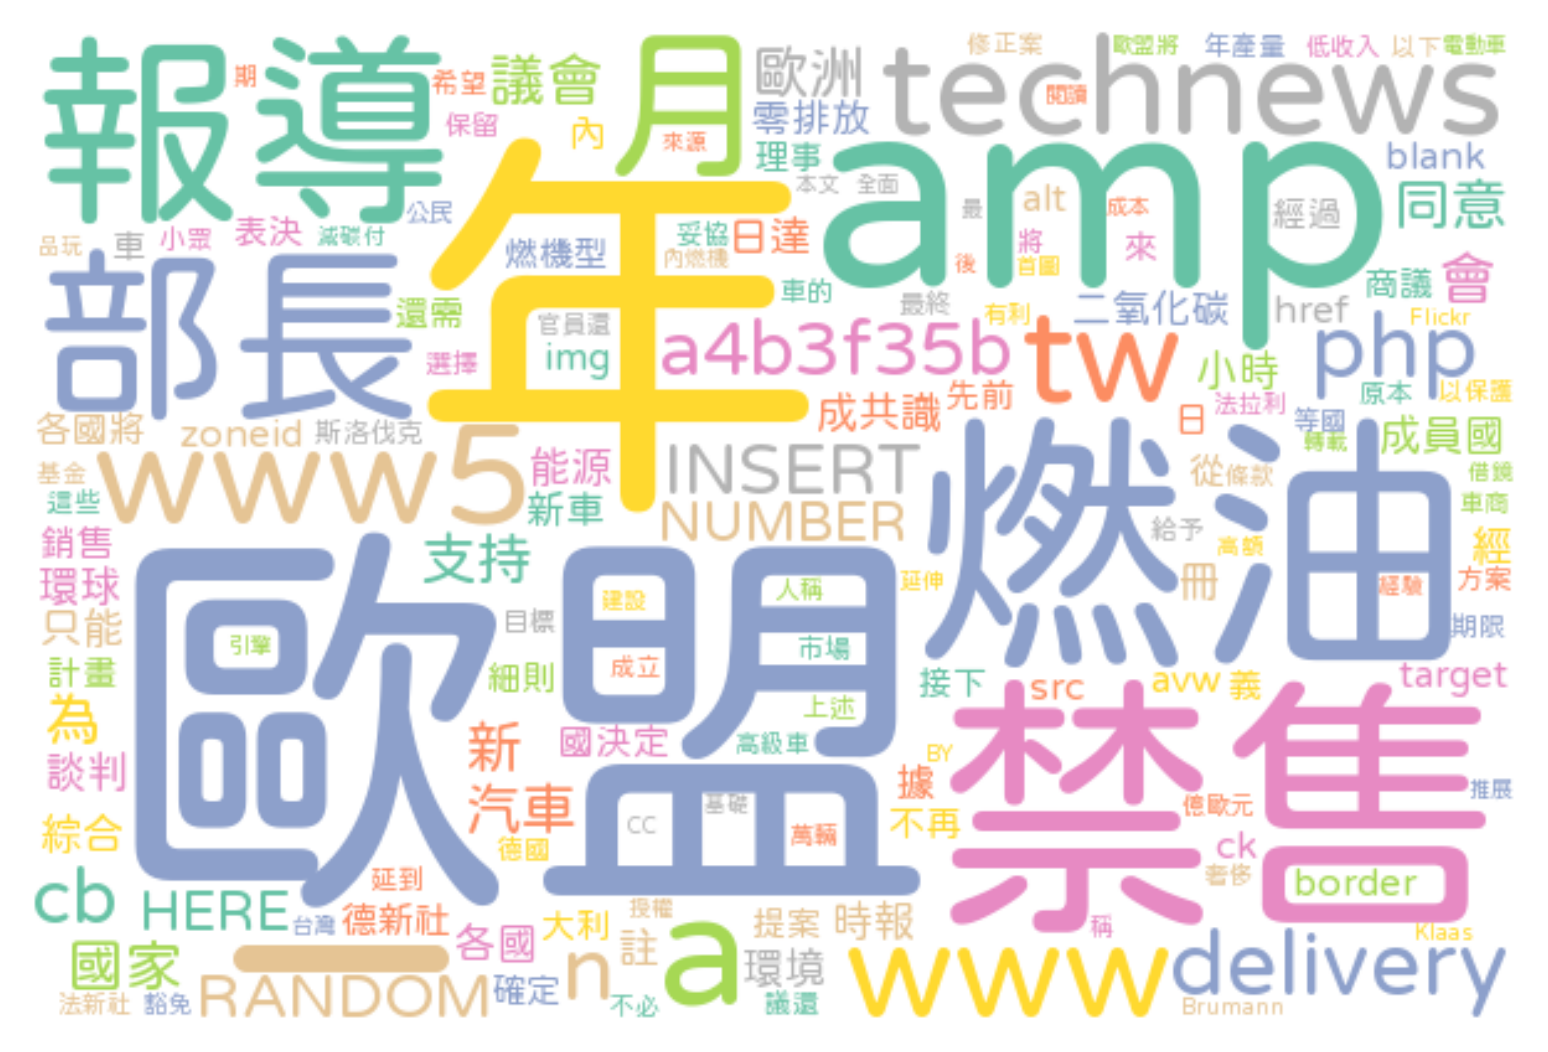 修正案
歐盟將
年產量
低收入
以下
電動車
報導
期
希望
議會
月
歐洲
technews
保留
內
來源
零排放
閱讀
理事
amp
blank
本文
全面
最
alt
成本
經過
同意
公民
品玩
車
小眾
表決
減碳付
年
燃機型
妥協
日達
內燃機
後
將
首圖
來
部長
還需
車的
最終
有利
二氧化碳
href
商議
會
官員還
選擇
img
a4b3f35b
tw
小時
php
Flickr
各國將
zoneid
斯洛伐克
成共識
先前
日
法拉利
原本
以保護
等國
轉載
成員國
基金
這些
www
5
能源
新車
INSERT
NUMBER
燃油
從
條款
借鏡
車商
銷售
支持
給予
高額
經
環球
歐盟
建設
人稱
延伸
冊
經驗
方案
只能
引擎
目標
市場
期限
計畫
細則
成立
接下
src
avw
義
target
上述
為
新
國決定
高級車
BY
禁售
談判
汽車
據
推展
綜合
CC
基礎
萬輛
不再
億歐元
德國
ck
奢侈
border
cb
HERE
延到
台灣
德新社
各國
大利
授權
提案
時報
稱
Klaas
國家
_
註
a
環境
www
delivery
法新社
豁免
RANDOM
確定
n
不必
議還
Brumann